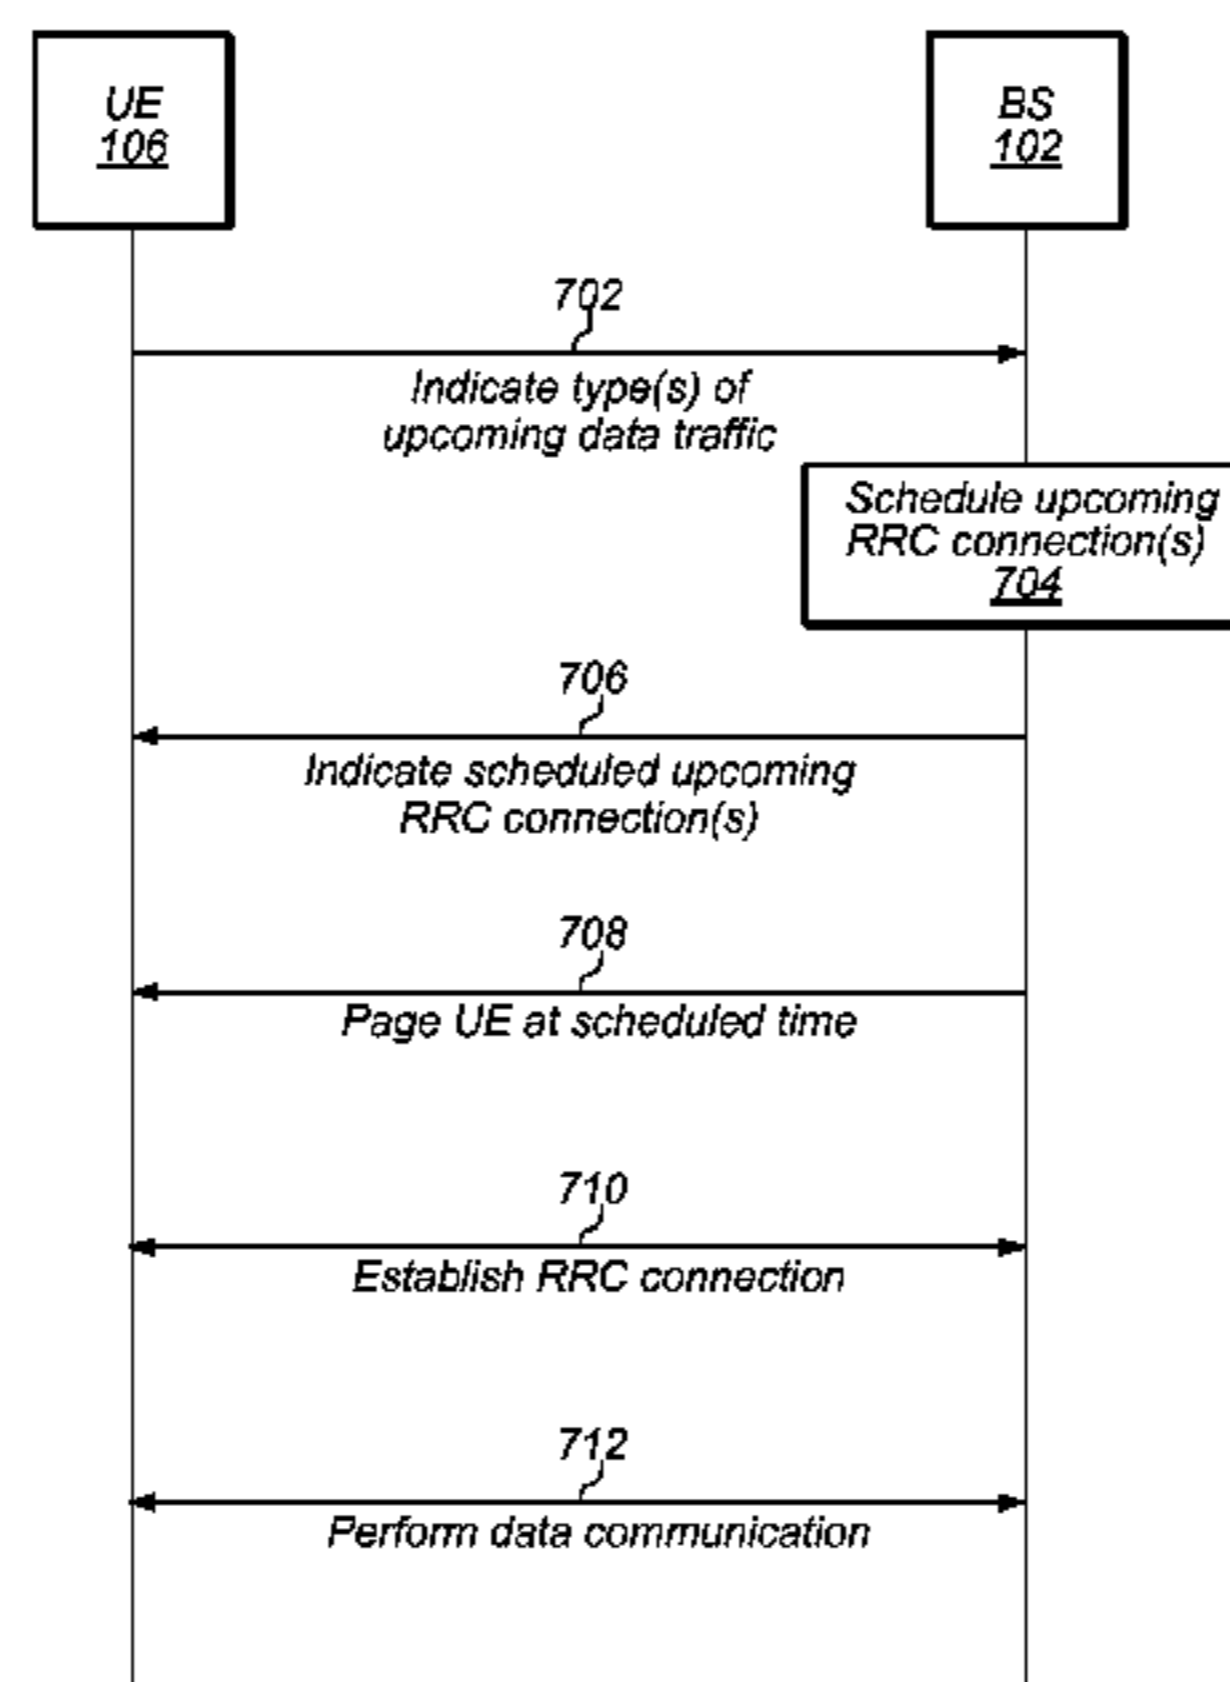 UE
106
BS
102
702
Indicate type(s) of
upcoming data traffic
Schedule upcoming
RRC connection(s)
704
706
Indicate scheduled upcoming
RRC connection(s)
708
Page UE at scheduled time
710
Establish RRC connection
712
Perform data communication